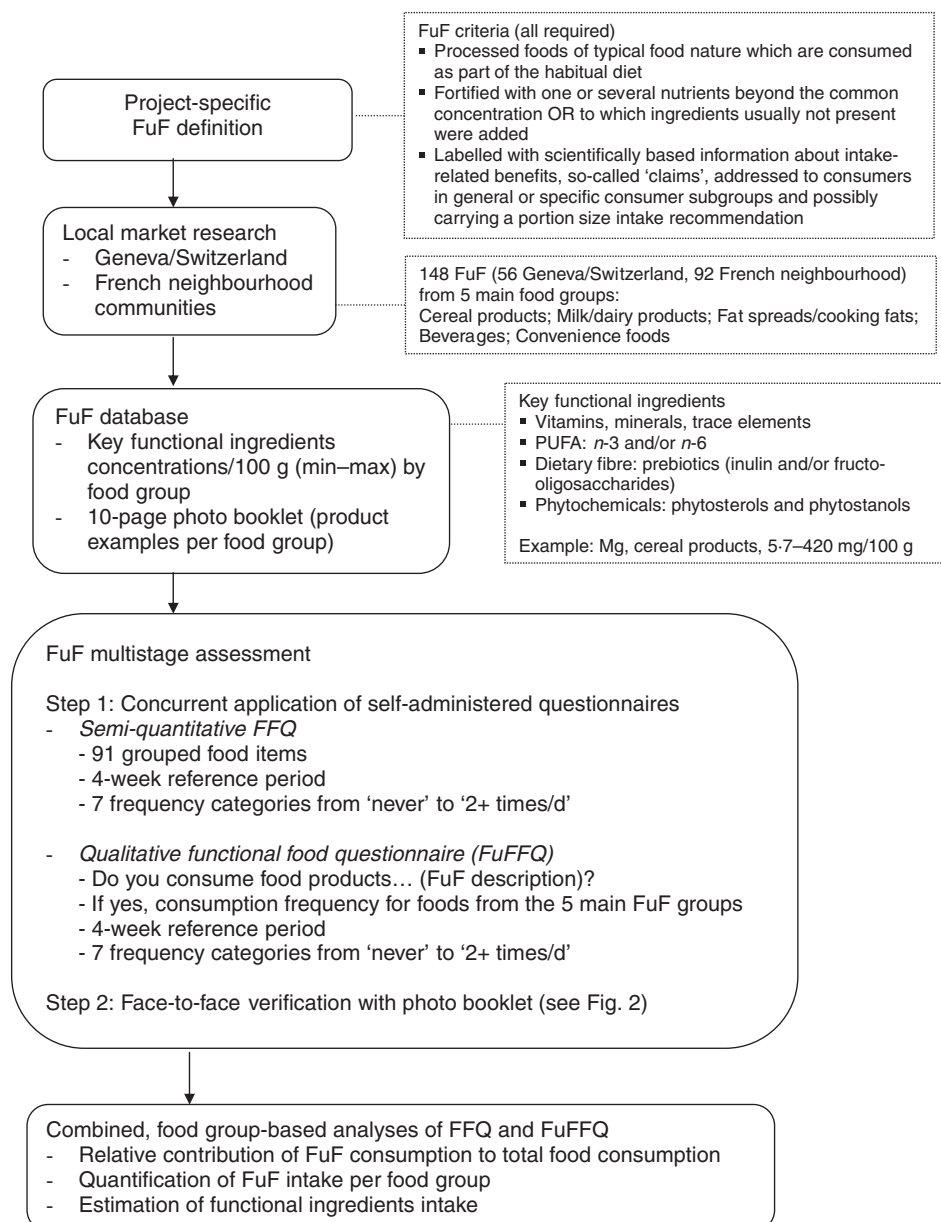 Project-specific
FuF definition
FuF criteria (all required)
▪ Processed foods of typical food nature which are consumed
as part of the habitual diet
▪ Fortified with one or several nutrients beyond the common
concentration OR to which ingredients usually not present
were added
▪ Labelled with scientifically based information about intake-
related benefits, so-called ‘claims’, addressed to consumers
in general or specific consumer subgroups and possibly
carrying a portion size intake recommendation
Local market research
- Geneva/Switzerland
- French neighbourhood
communities
148 FuF (56 Geneva/Switzerland, 92 French neighbourhood)
from 5 main food groups:
Cereal products; Milk/dairy products; Fat spreads/cooking fats;
Beverages; Convenience foods
FuF database
- Key functional ingredients
concentrations/100 g (min–max) by
food group
- 10-page photo booklet (product
examples per food group)
Key functional ingredients
▪ Vitamins, minerals, trace elements
▪ PUFA: n-3 and/or n-6
▪ Dietary fibre: prebiotics (inulin and/or fructo-
oligosaccharides)
▪ Phytochemicals: phytosterols and phytostanols
Example: Mg, cereal products, 5·7–420 mg/100 g
FuF multistage assessment
Step 1: Concurrent application of self-administered questionnaires
- Semi-quantitative FFQ
- 91 grouped food items
- 4-week reference period
- 7 frequency categories from ‘never’ to ‘2+ times/d’
- Qualitative functional food questionnaire (FuFFQ)
- Do you consume food products… (FuF description)?
- If yes, consumption frequency for foods from the 5 main FuF groups
- 4-week reference period
- 7 frequency categories from ‘never’ to ‘2+ times/d’
Step 2: Face-to-face verification with photo booklet (see Fig. 2)
Combined, food group-based analyses of FFQ and FuFFQ
- Relative contribution of FuF consumption to total food consumption
- Quantification of FuF intake per food group
- Estimation of functional ingredients intake